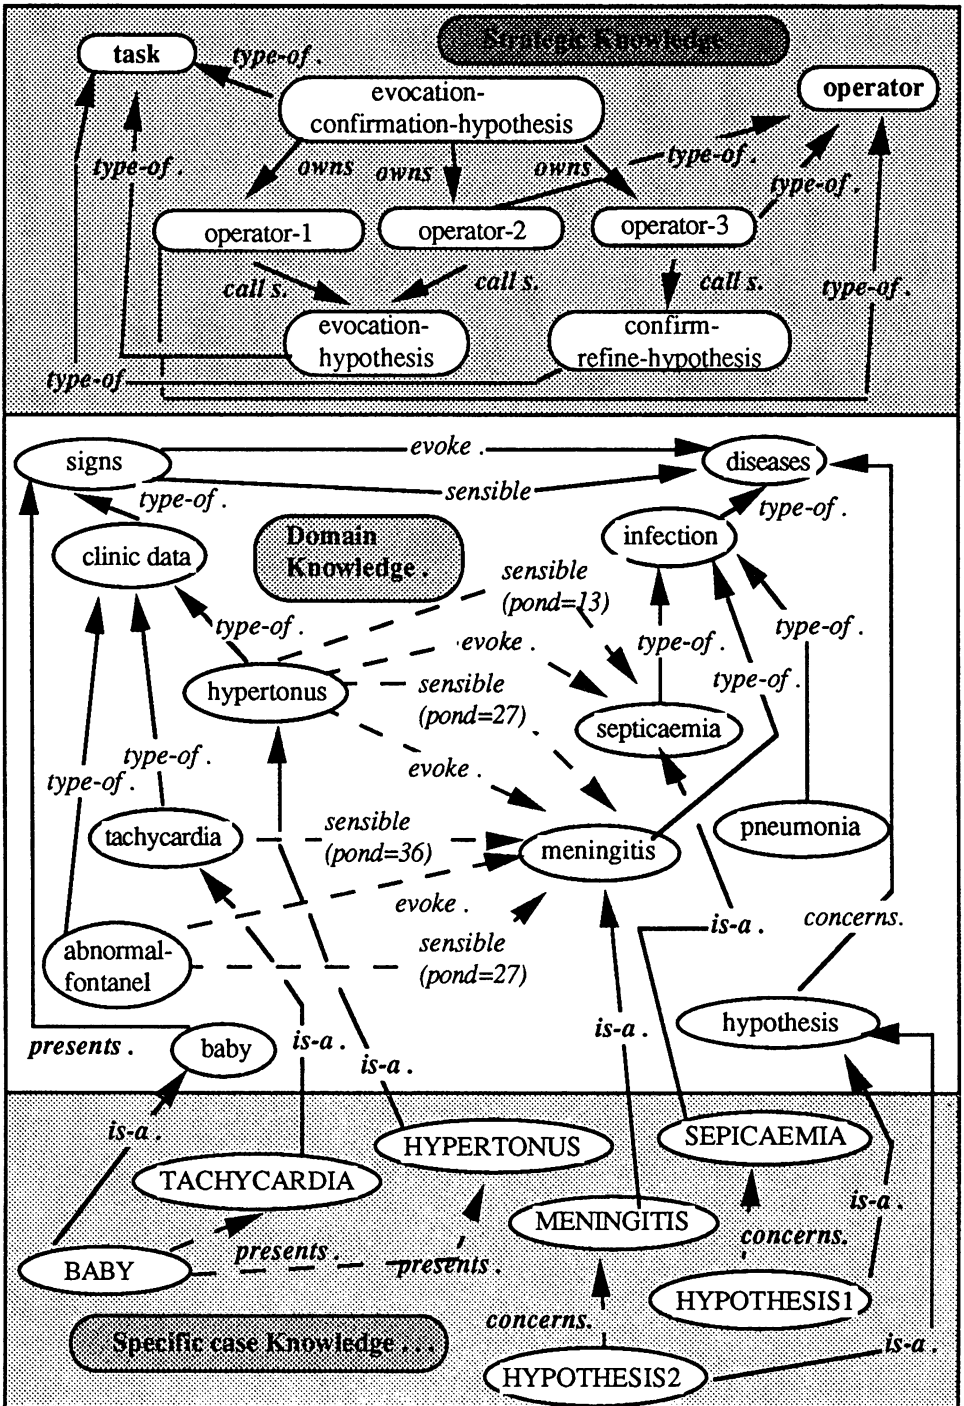 Strategic Knowledge
task
type-of .
evocation-
confirmation-hypothesis
operator
type-of .
owns
owns
owns
type-of .
type-of .
operator-1
operator-2
operator-3
call s.
call s.
call s.
type-of .
evocation-
hypothesis
confirm-
refine-hypothesis
type-of
evoke .
signs
diseases
sensible
type-of .
type-of .
Domain
Knowledge .
infection
clinic data
sensible
(pond=13)
type-of .
evoke .
type-of .
type-of .
hypertonus
sensible
(pond=27)
type-of .
septicaemia
type-of .
type-of .
evoke .
tachycardia
sensible
(pond=36)
meningitis
pneumonia
evoke .
is-a .
concerns.
abnormal-
fontanel
sensible
(pond=27)
presents .
baby
is-a .
is-a .
is-a .
hypothesis
is-a .
HYPERTONUS
SEPICAEMIA
TACHYCARDIA
is-a .
MENINGITIS
presents .
presents .
concerns.
BABY
HYPOTHESIS1
concerns.
Specific case Knowledge . . .
is-a .
HYPOTHESIS2